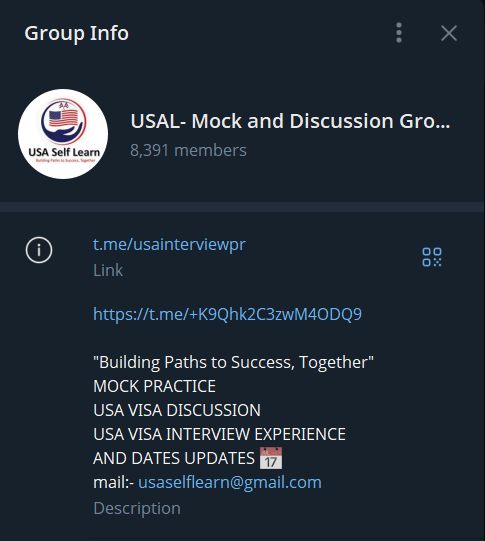 Group Info
USAL- Mock and Discussion Gro...
8,391 members
USA Self Learn
Building Paths to Success, Together
t.me/usainterviewpr
Link
https://t.me/+K9Qhk2C3zwM4ODQ9
"Building Paths to Success, Together"
MOCK PRACTICE
USA VISA DISCUSSION
USA VISA INTERVIEW EXPERIENCE
AND DATES UPDATES 📅
mail:- usaselflearn@gmail.com
Description